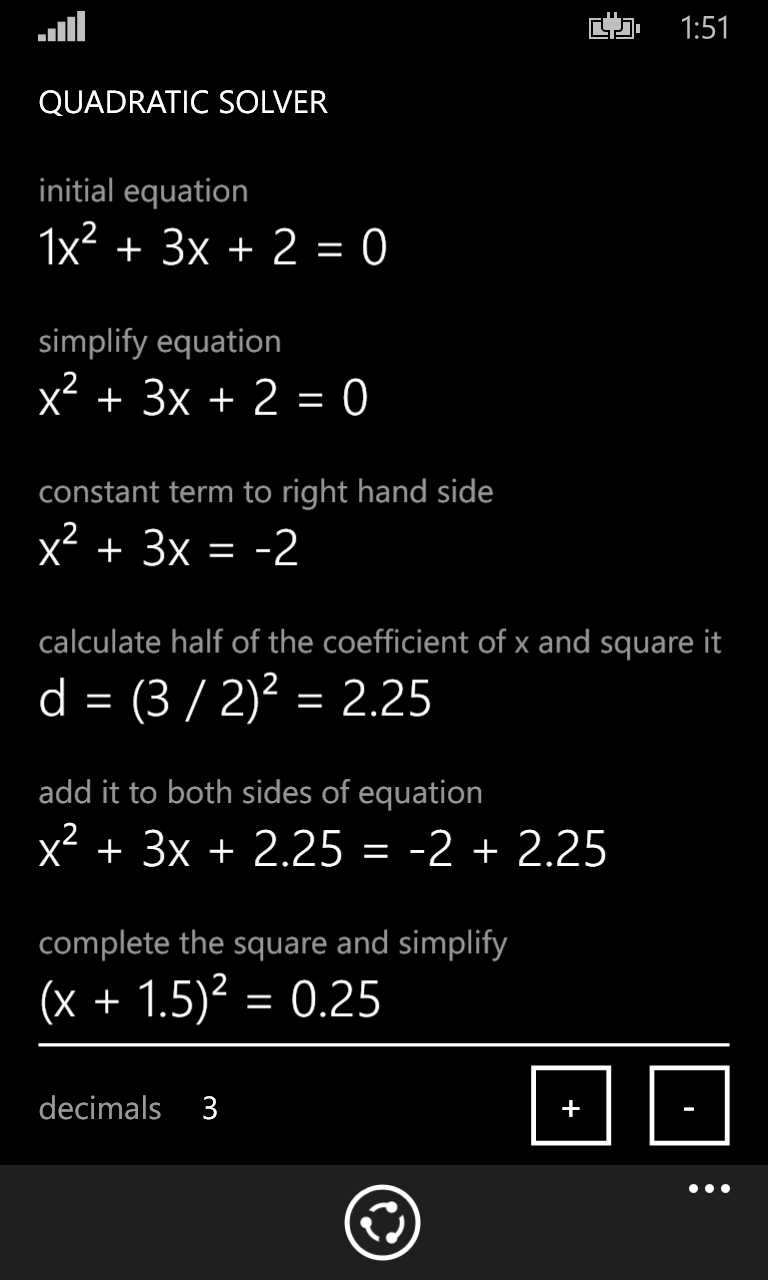 1:51
QUADRATIC SOLVER
initial equation
1x² + 3x + 2 = 0
simplify equation
x² + 3x + 2 = 0
constant term to right hand side
x² + 3x = -2
calculate half of the coefficient of x and square it
d = (3 / 2)² = 2.25
add it to both sides of equation
x² + 3x + 2.25 = -2 + 2.25
complete the square and simplify
(x + 1.5)² = 0.25
decimals 3 + -